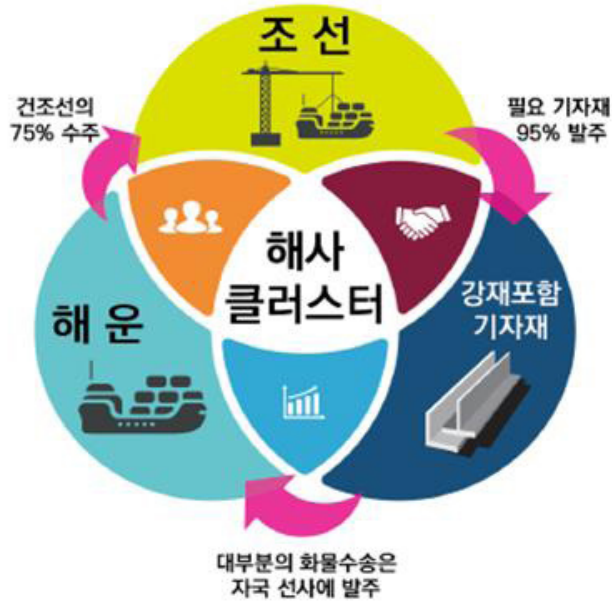 조 선
건조선의
75% 수주
필요 기자재
95% 발주
해사
클러스터
해 운
강재포함
기자재
대부분의 화물수송은
자국 선사에 발주